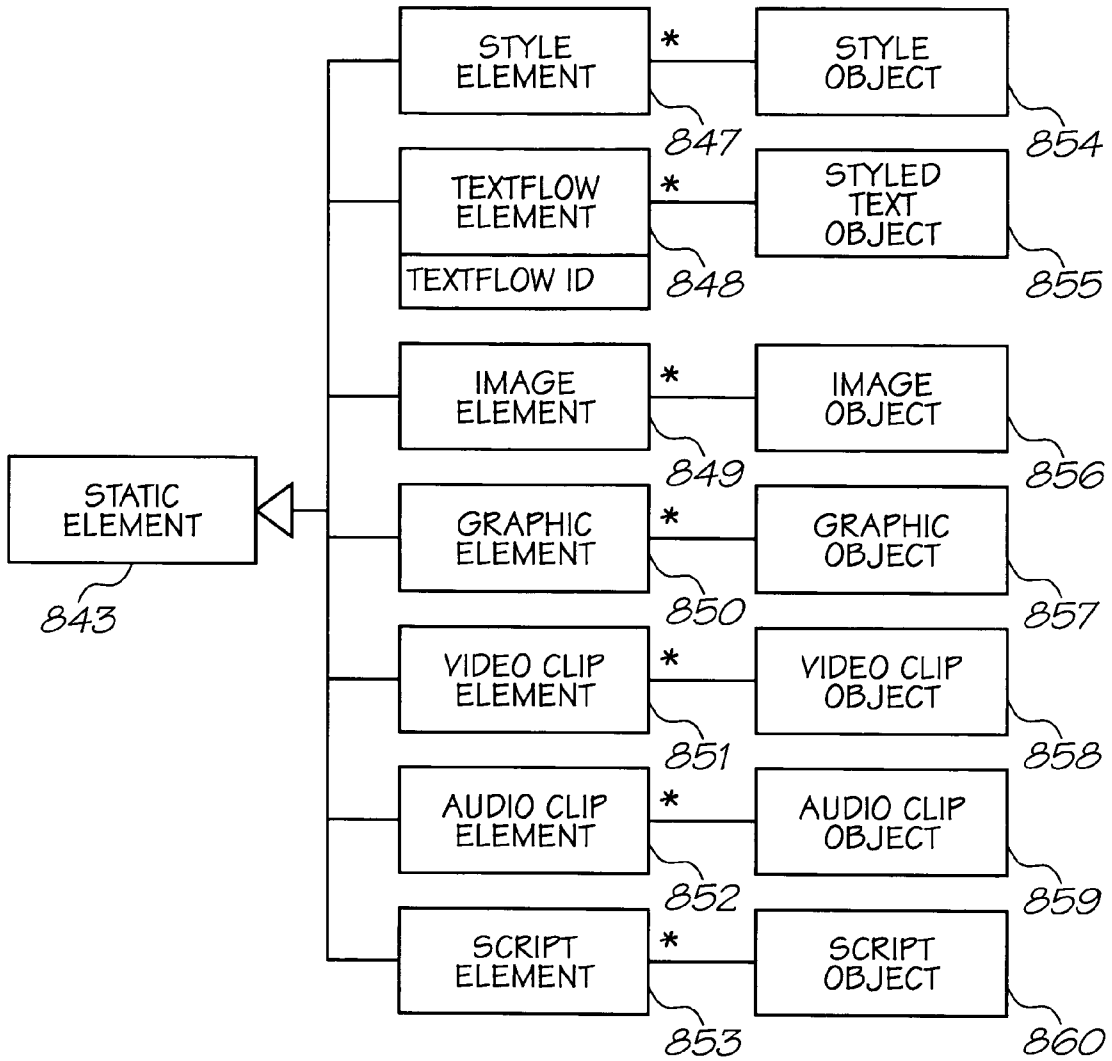 STYLE
ELEMENT
*
STYLE
OBJECT
847
854
TEXTFLOW
ELEMENT
*
STYLED
TEXT
OBJECT
TEXTFLOW ID
848
855
IMAGE
ELEMENT
*
IMAGE
OBJECT
849
856
STATIC
ELEMENT
843
GRAPHIC
ELEMENT
*
GRAPHIC
OBJECT
850
857
VIDEO CLIP
ELEMENT
*
VIDEO CLIP
OBJECT
851
858
AUDIO CLIP
ELEMENT
*
AUDIO CLIP
OBJECT
852
859
SCRIPT
ELEMENT
*
SCRIPT
OBJECT
853
860